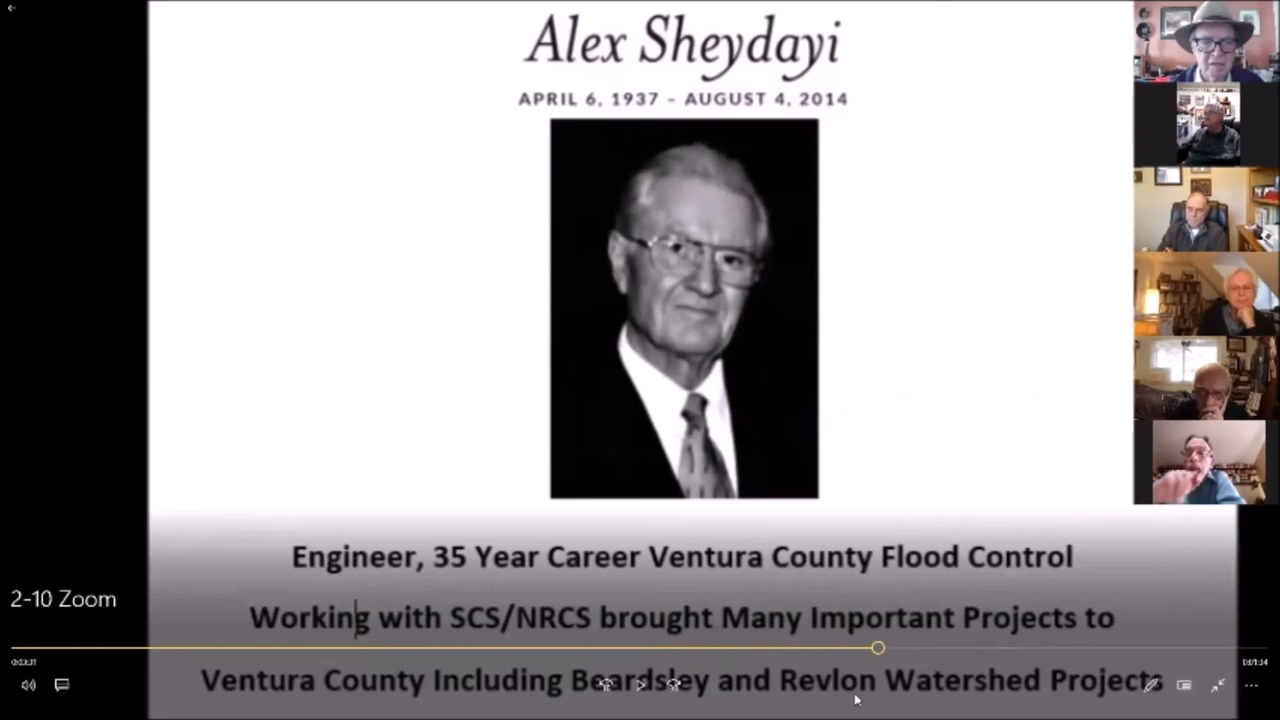 Alex Sheydayi
APRIL 6, 1937 – AUGUST 4, 2014
Engineer, 35 Year Career Ventura County Flood Control
2-10 Zoom
Working with SCS/NRCS brought Many Important Projects to
Ventura County Including Beardsley and Revlon Watershed Projects